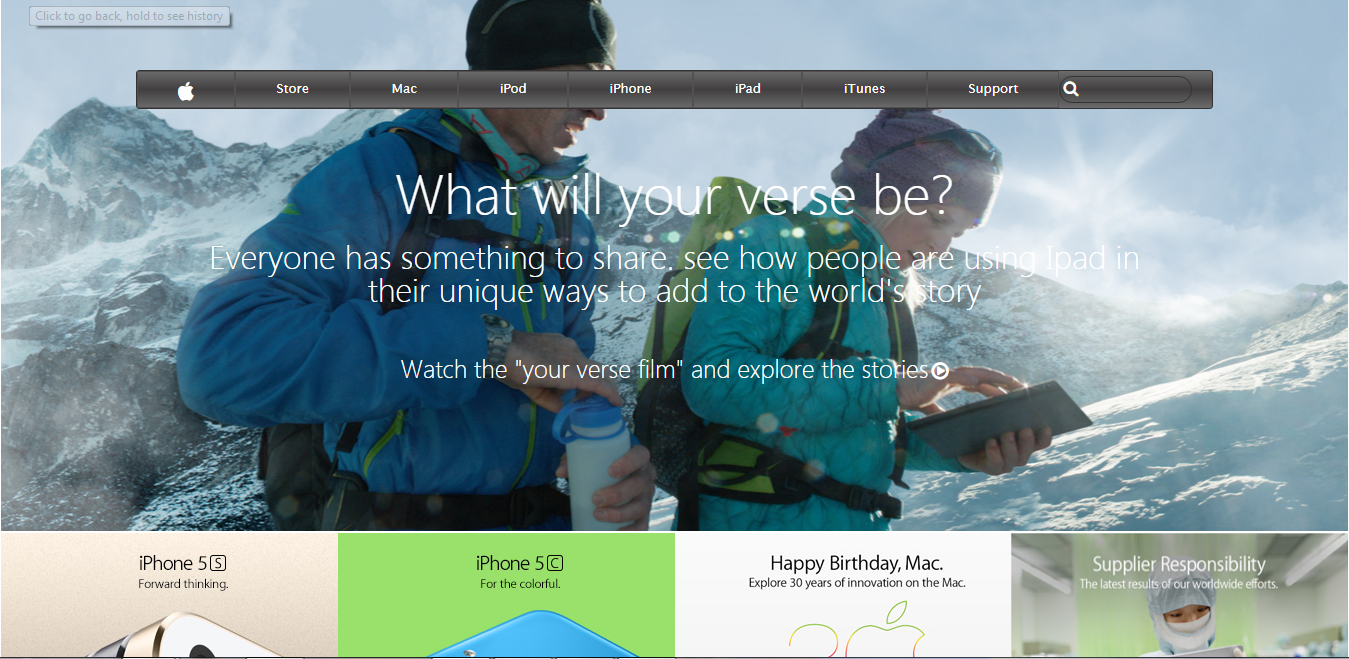 Click to go back, hold to see history
Store Mac iPod iPhone iPad iTunes Support
What will your verse be?
Everyone has something to share. see how people are using Ipad in
their unique ways to add to the world's story
Watch the "your verse film" and explore the stories
iPhone 5S
Forward thinking.
iPhone 5C
For the colorful.
Happy Birthday, Mac.
Explore 30 years of innovation on the Mac.
30
Supplier Responsibility
The latest results of our worldwide efforts.